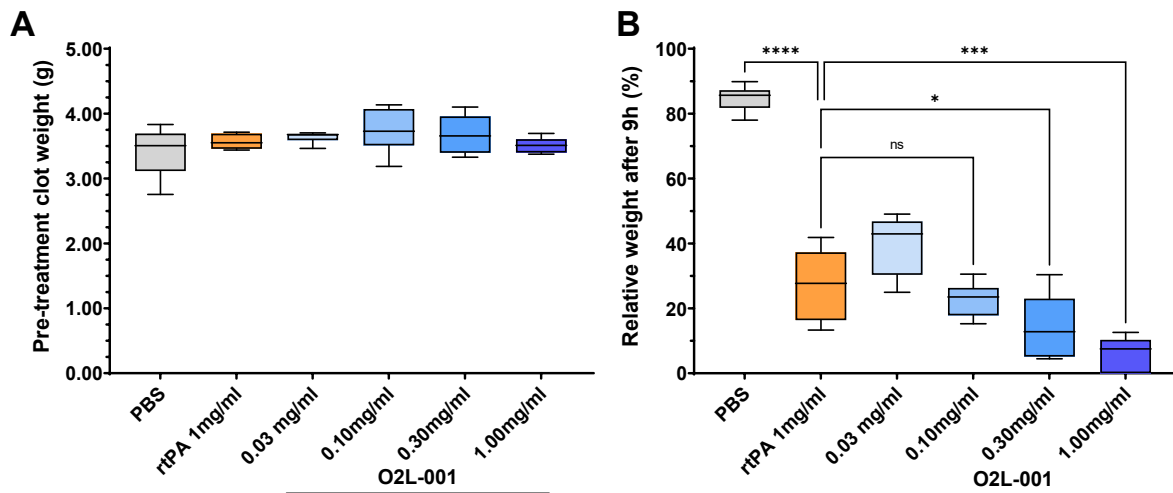 A
Pre-treatment clot weight (g)
5.00
4.00
3.00
2.00
1.00
0.00
PBS
rtPA 1mg/ml
0.03 mg/ml
0.10mg/ml
0.30mg/ml
1.00mg/ml
O2L-001
B
Relative weight after 9h (%)
100
80
60
40
20
0
****
***
*
ns
PBS
rtPA 1mg/ml
0.03 mg/ml
0.10mg/ml
0.30mg/ml
1.00mg/ml
O2L-001